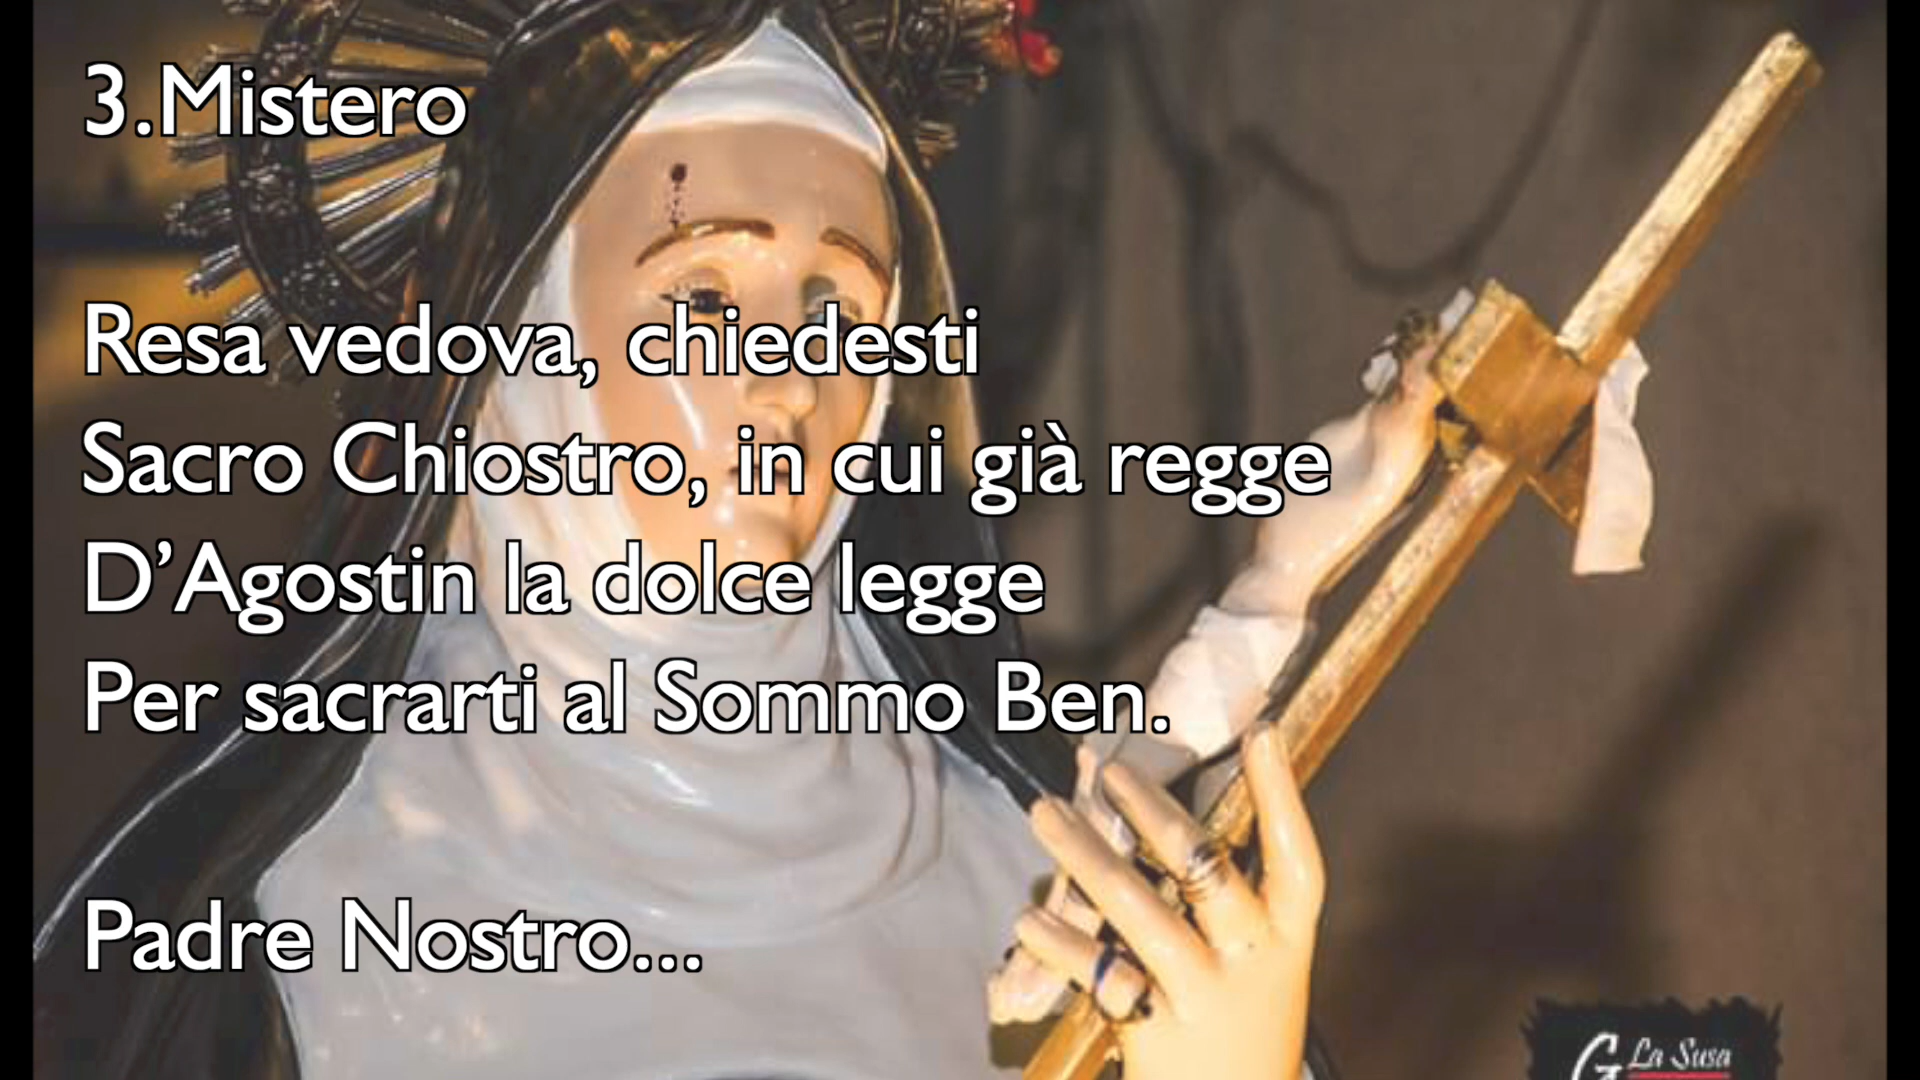 3.Mistero
Resa vedova, chiedesti
Sacro Chiostro, in cui già regge
D’Agostin la dolce legge
Per sacrarti al Sommo Ben.
Padre Nostro...
La Susa